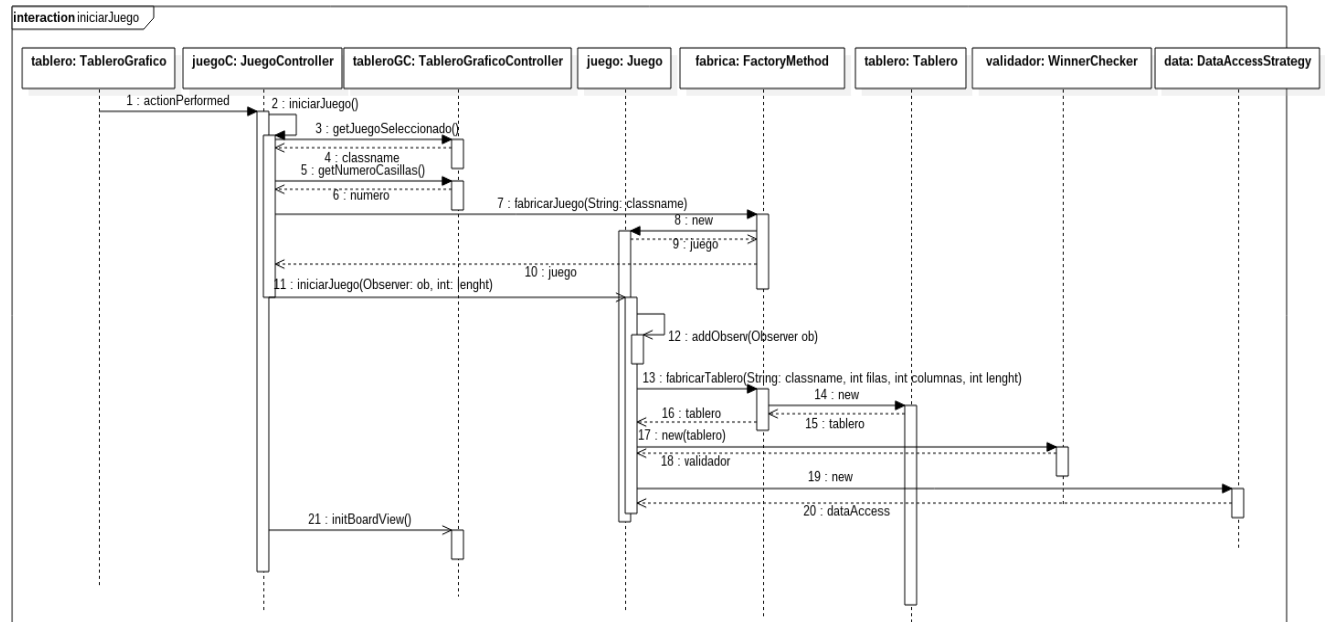 interaction iniciarJuego
tablero: TableroGrafico
juegoC: JuegoController
tableroGC: TableroGraficoController
juego: Juego
fabrica: FactoryMethod
tablero: Tablero
validador: WinnerChecker
data: DataAccessStrategy
1 : actionPerformed
2 : iniciarJuego()
3 : getJuegoSeleccionado()
4 : classname
5 : getNumeroCasillas()
6 : numero
7 : fabricarJuego(String: classname)
8 : new
9 : juego
10 : juego
11 : iniciarJuego(Observer: ob, int: lenght)
12 : addObserv(Observer ob)
13 : fabricarTablero(String: classname, int filas, int columnas, int lenght)
14 : new
15 : tablero
16 : tablero
17 : new(tablero)
18 : validador
19 : new
20 : dataAccess
21 : initBoardView()